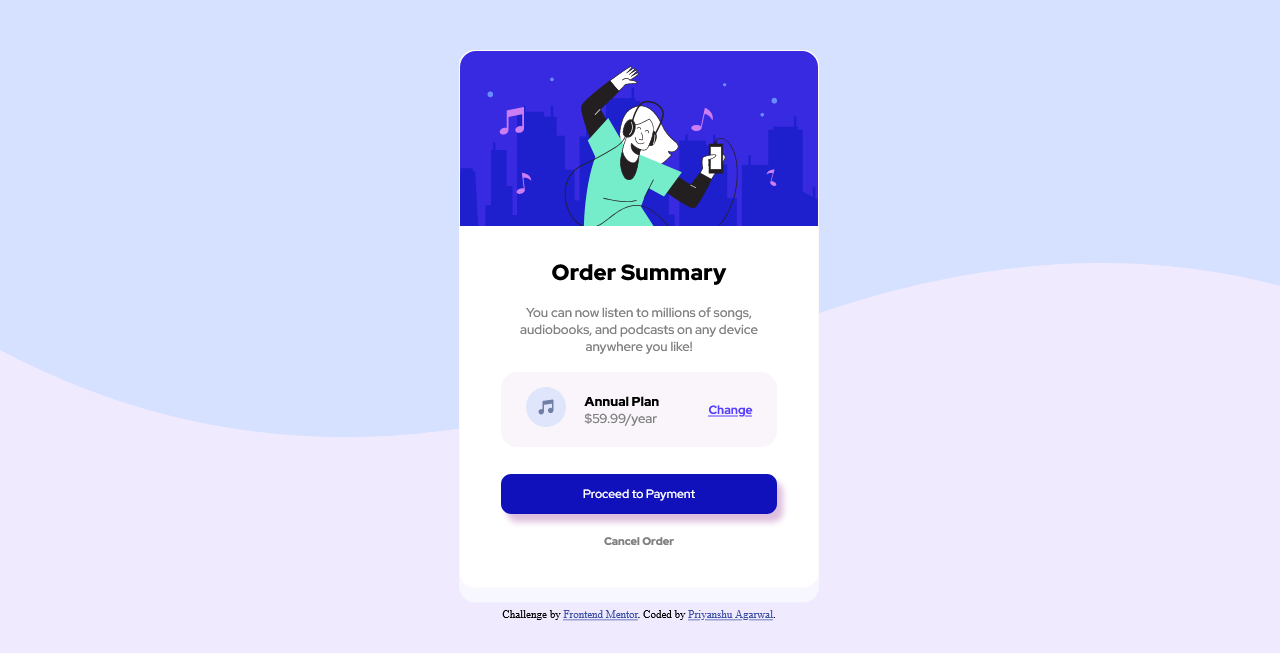 Order Summary
You can now listen to millions of songs,
audiobooks, and podcasts on any device
anywhere you like!
Annual Plan
$59.99/year
Change
Proceed to Payment
Cancel Order
Challenge by Frontend Mentor. Coded by Priyanshu Agarwal.